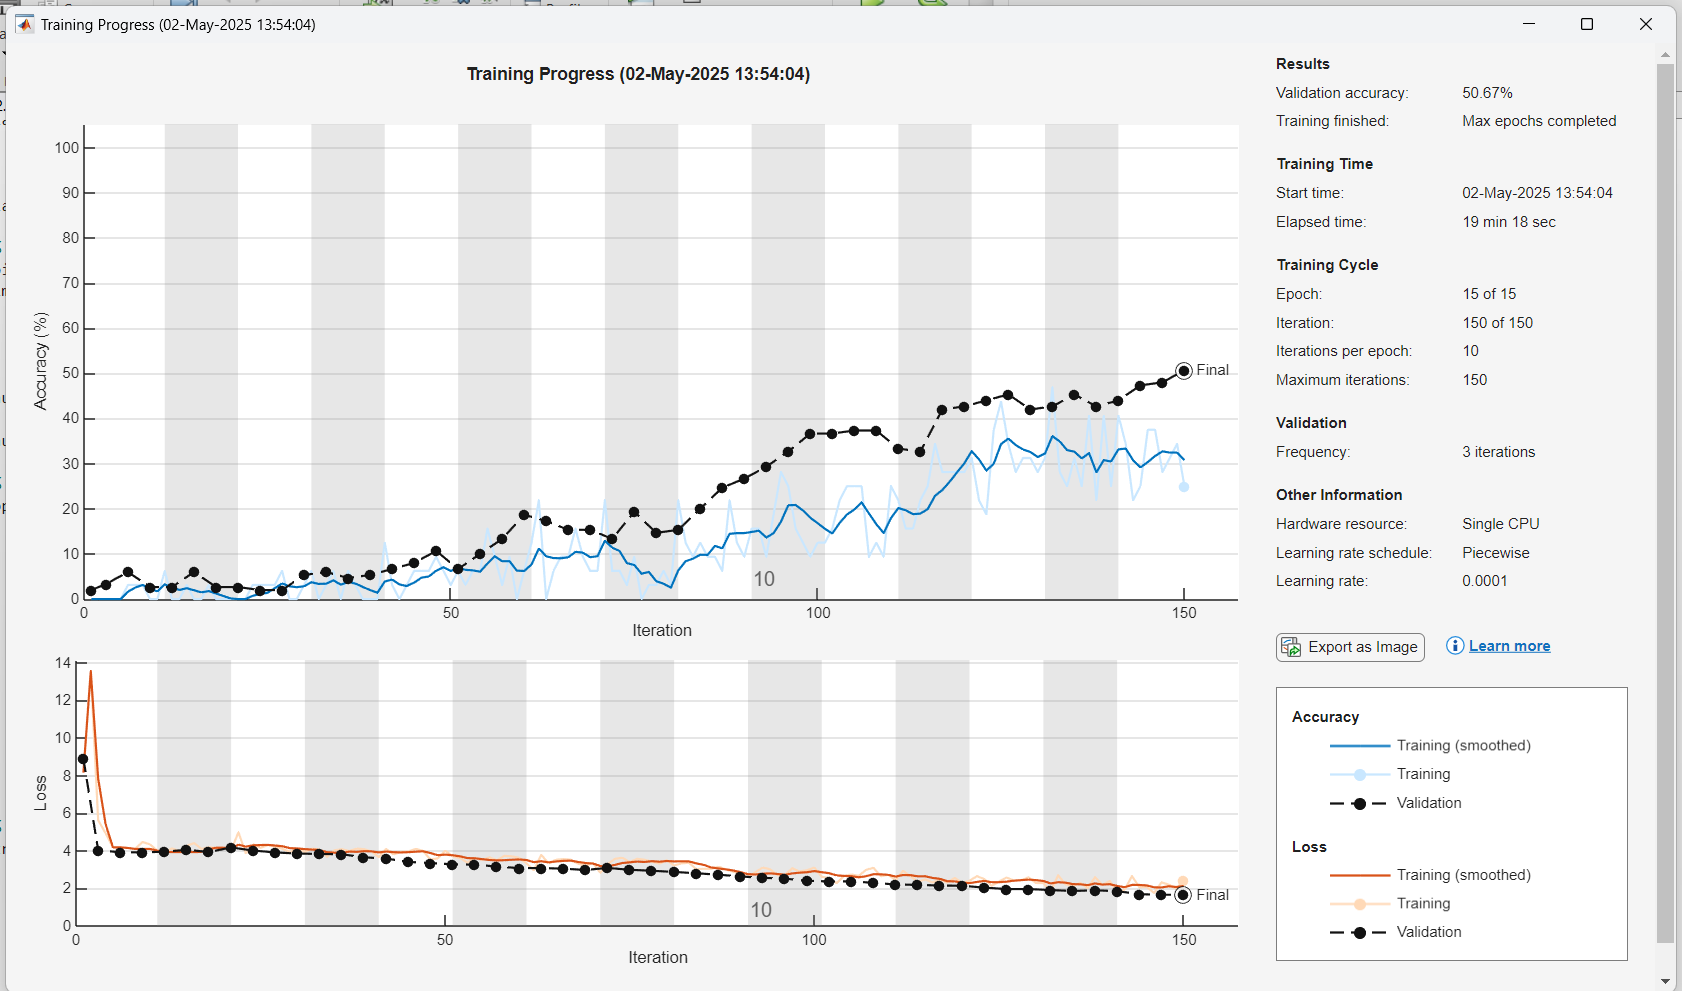 Training Progress (02-May-2025 13:54:04)
Training Progress (02-May-2025 13:54:04)
100
90
80
70
60
50
40
30
20
10
0
Accuracy (%)
Final
10
0
50
100
150
Iteration
14
12
10
8
6
4
2
0
Loss
Final
10
0
50
100
150
Iteration
Results
Validation accuracy: 50.67%
Training finished: Max epochs completed
Training Time
Start time: 02-May-2025 13:54:04
Elapsed time: 19 min 18 sec
Training Cycle
Epoch: 15 of 15
Iteration: 150 of 150
Iterations per epoch: 10
Maximum iterations: 150
Validation
Frequency: 3 iterations
Other Information
Hardware resource: Single CPU
Learning rate schedule: Piecewise
Learning rate: 0.0001
Export as Image
Learn more
Accuracy
Training (smoothed)
Training
Validation
Loss
Training (smoothed)
Training
Validation